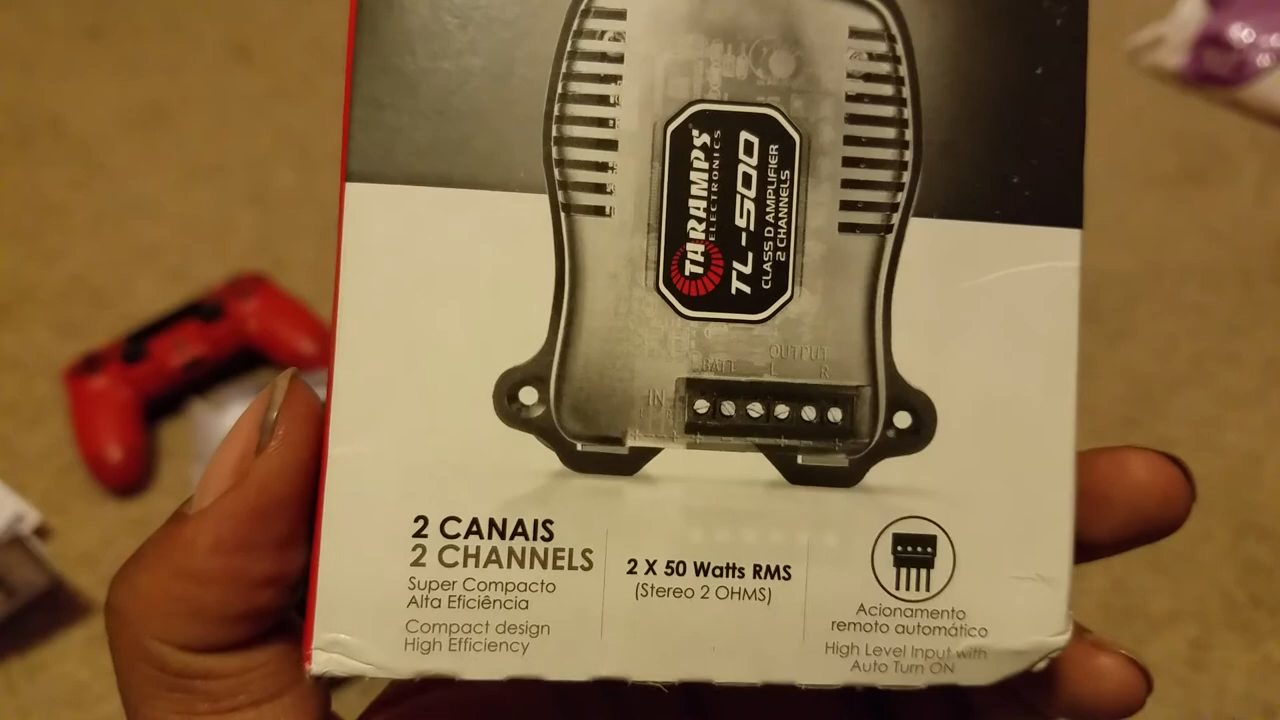 TARAMPS
ELECTRONICS
TL-500
CLASS D AMPLIFIER
2 CHANNELS
OUTPUT
BATT L R
IN
R
2 CANAIS
2 CHANNELS
Super Compacto
Alta Eficiência
Compact design
High Efficiency
2 X 50 Watts RMS
(Stereo 2 OHMS)
Acionamento
remoto automático
High Level Input with
Auto Turn ON